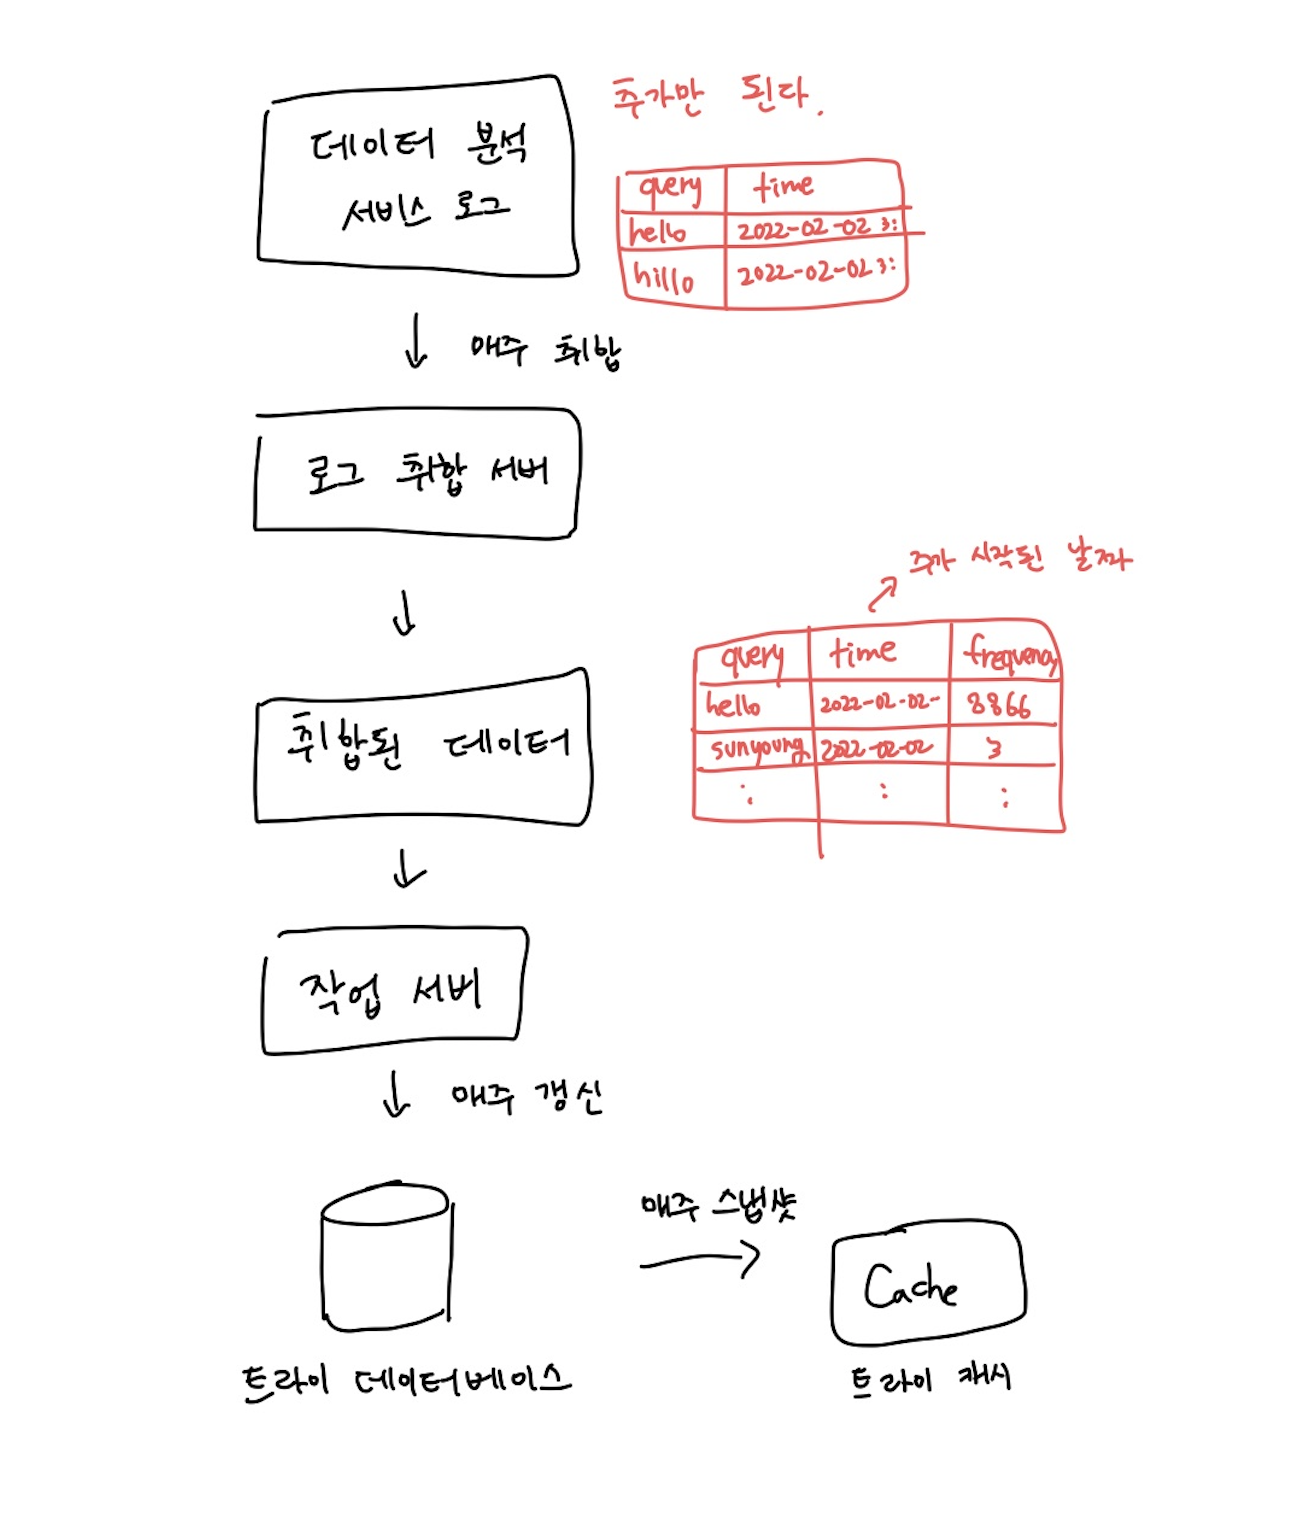 데이터 분석
서비스 로그
추가만 된다.
query time
hello 2022-02-02 3:
hillo 2022-02-02 3:
매주 취합
로그 취합 서버
주가 시작된 날짜
취합된 데이터
query time frequency
hello 2022-02-02- 8866
sunyoung 2022-02-02 3
: : :
작업 서버
매주 갱신
매주 스냅샷
Cache
트라이 데이터베이스
트라이 캐시